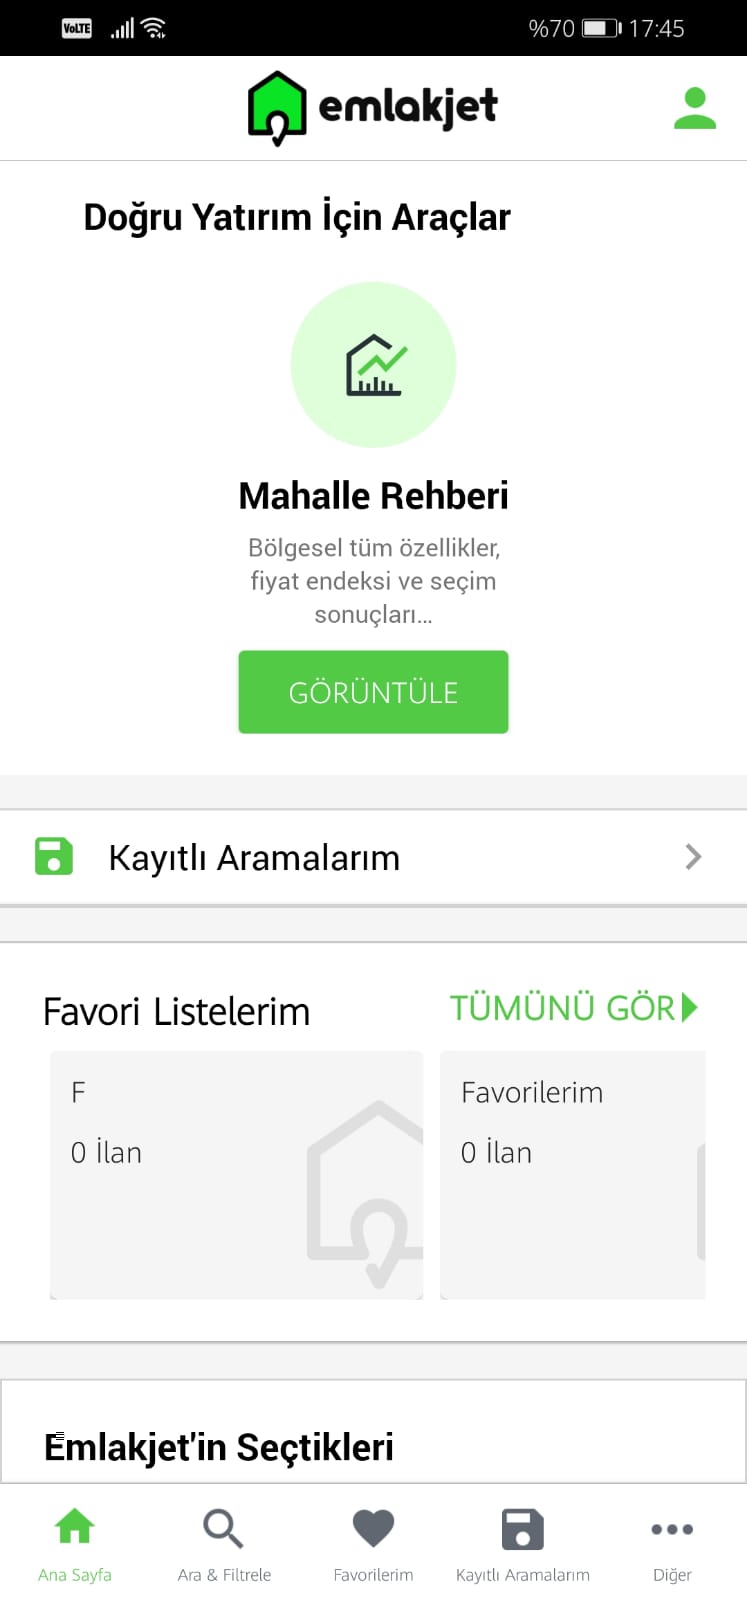 VoLTE %70 17:45
emlakjet
Doğru Yatırım İçin Araçlar
Mahalle Rehberi
Bölgesel tüm özellikler,
fiyat endeksi ve seçim
sonuçları...
GÖRÜNTÜLE
Kayıtlı Aramalarım
Favori Listelerim TÜMÜNÜ GÖR
F Favorilerim
0 İlan 0 İlan
Emlakjet'in Seçtikleri
Ana Sayfa Ara & Filtrele Favorilerim Kayıtlı Aramalarım Diğer